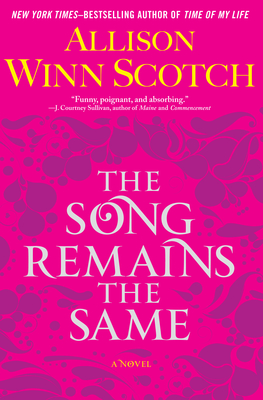 NEW YORK TIMES–BESTSELLING AUTHOR OF TIME OF MY LIFE
ALLISON
WINN SCOTCH
“Funny, poignant, and absorbing.”
—J. Courtney Sullivan, author of Maine and Commencement
THE
SONG
REMAINS
THE
SAME
A NOVEL